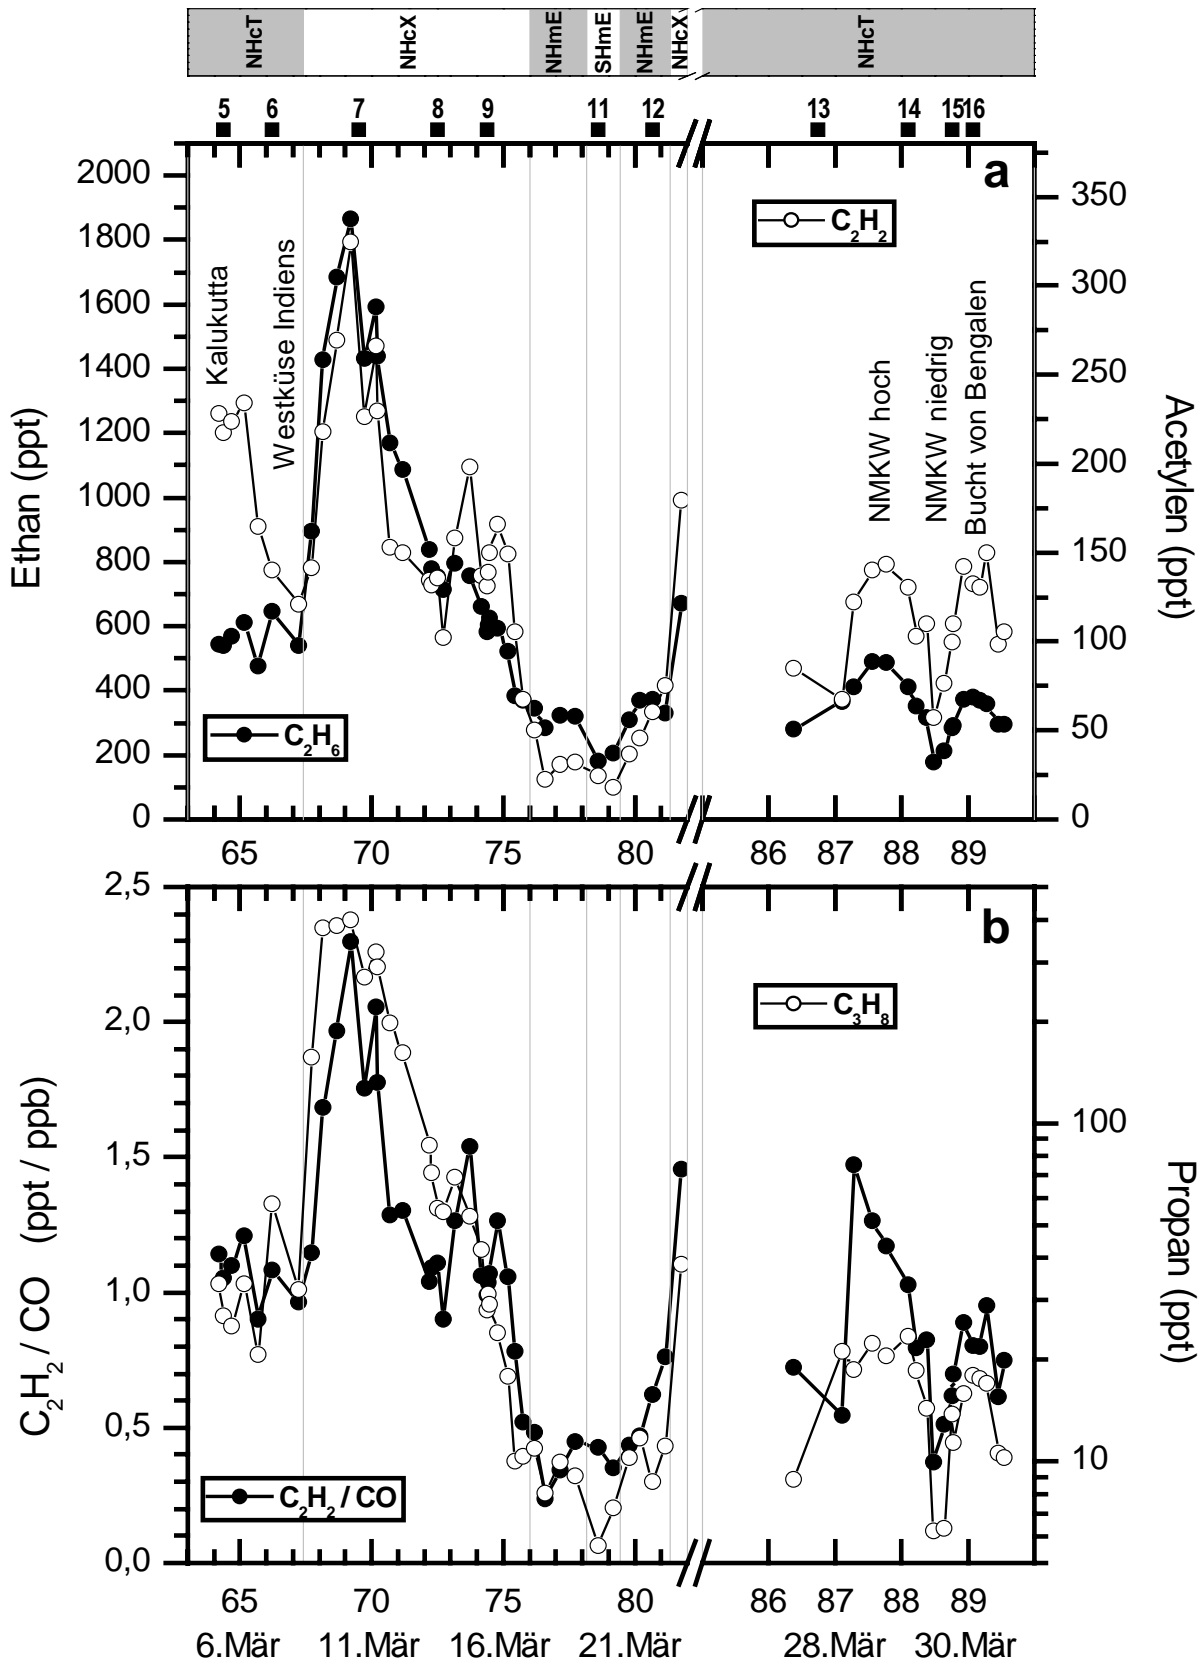 NHcT NHcX NHmE SHmE NHmE NHcX NHcT
5 6 7 8 9 11 12 13 14 15 16
a
2000
1800
1600
1400
1200
1000
800
600
400
200
0
Ethan (ppt)
350
300
250
200
150
100
50
0
Acetylen (ppt)
C2H2
Kalukutta
Westküse Indiens
NMKW hoch
NMKW niedrig
Bucht von Bengalen
C2H6
65 70 75 80 86 87 88 89
b
2,5
2,0
1,5
1,0
0,5
0,0
C2H2 / CO (ppt / ppb)
100
10
Propan (ppt)
C3H8
C2H2 / CO
65 70 75 80 86 87 88 89
6.Mär 11.Mär 16.Mär 21.Mär 28.Mär 30.Mär